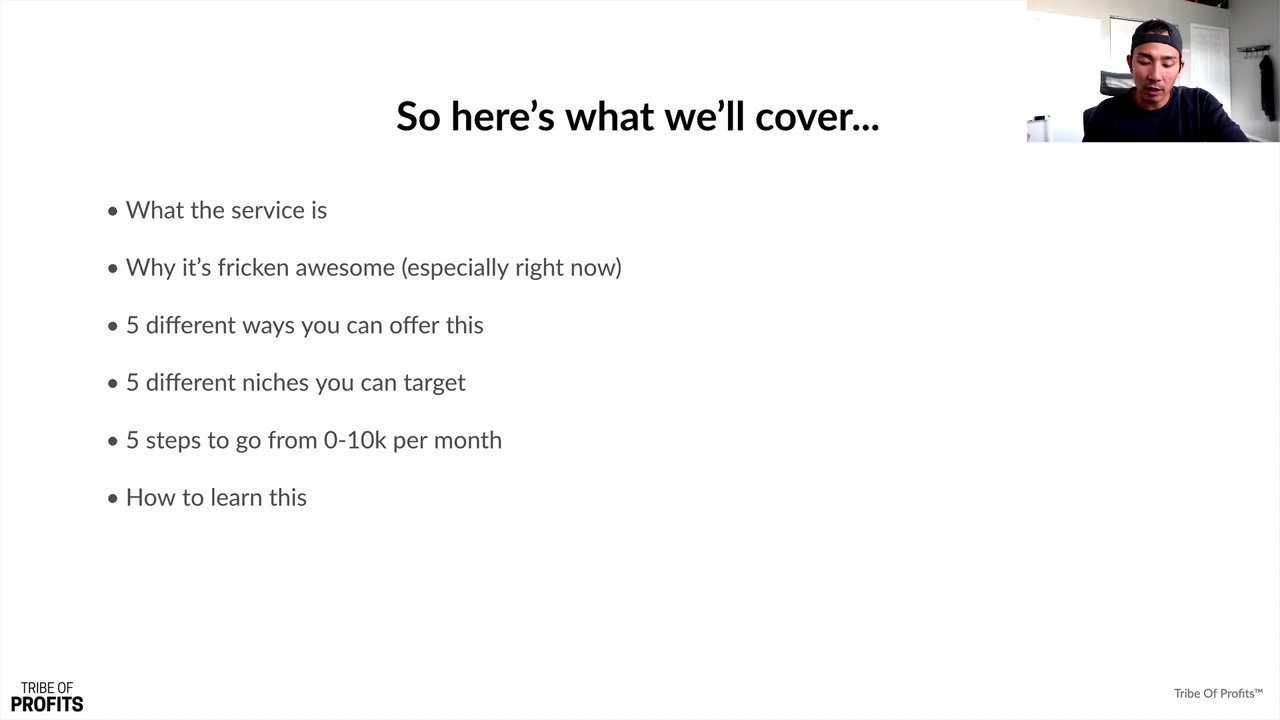 So here’s what we’ll cover...
• What the service is
• Why it’s fricken awesome (especially right now)
• 5 different ways you can offer this
• 5 different niches you can target
• 5 steps to go from 0-10k per month
• How to learn this
TRIBE OF
PROFITS
Tribe Of Profits™